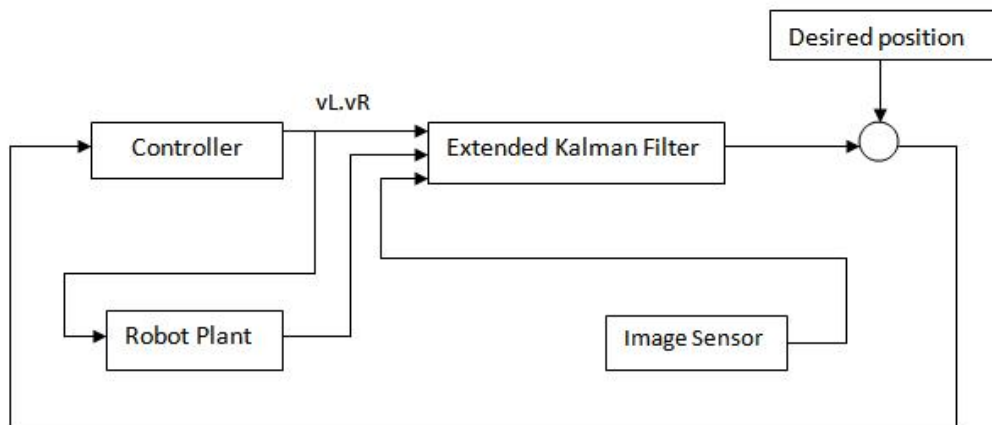 Desired position
vL.vR
Controller
Extended Kalman Filter
Robot Plant
Image Sensor